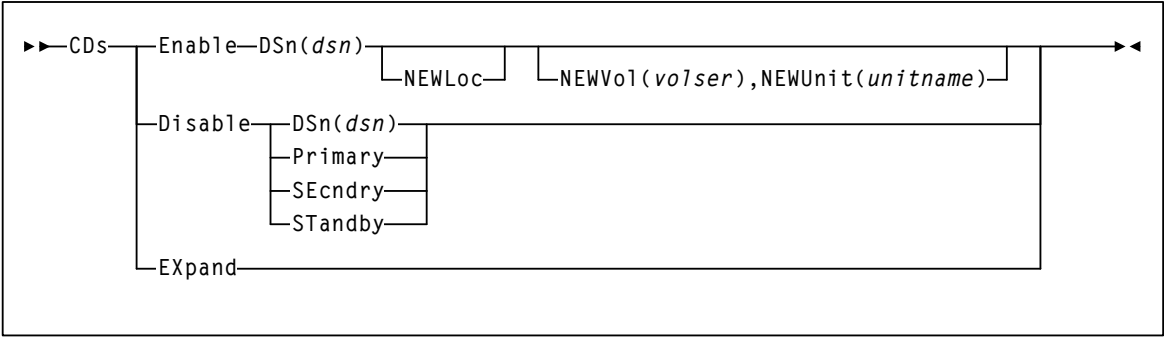 CDs Enable DSn(dsn)
NEWLoc NEWVol(volser),NEWUnit(unitname)
Disable DSn(dsn)
Primary
SEcndry
STandby
EXpand